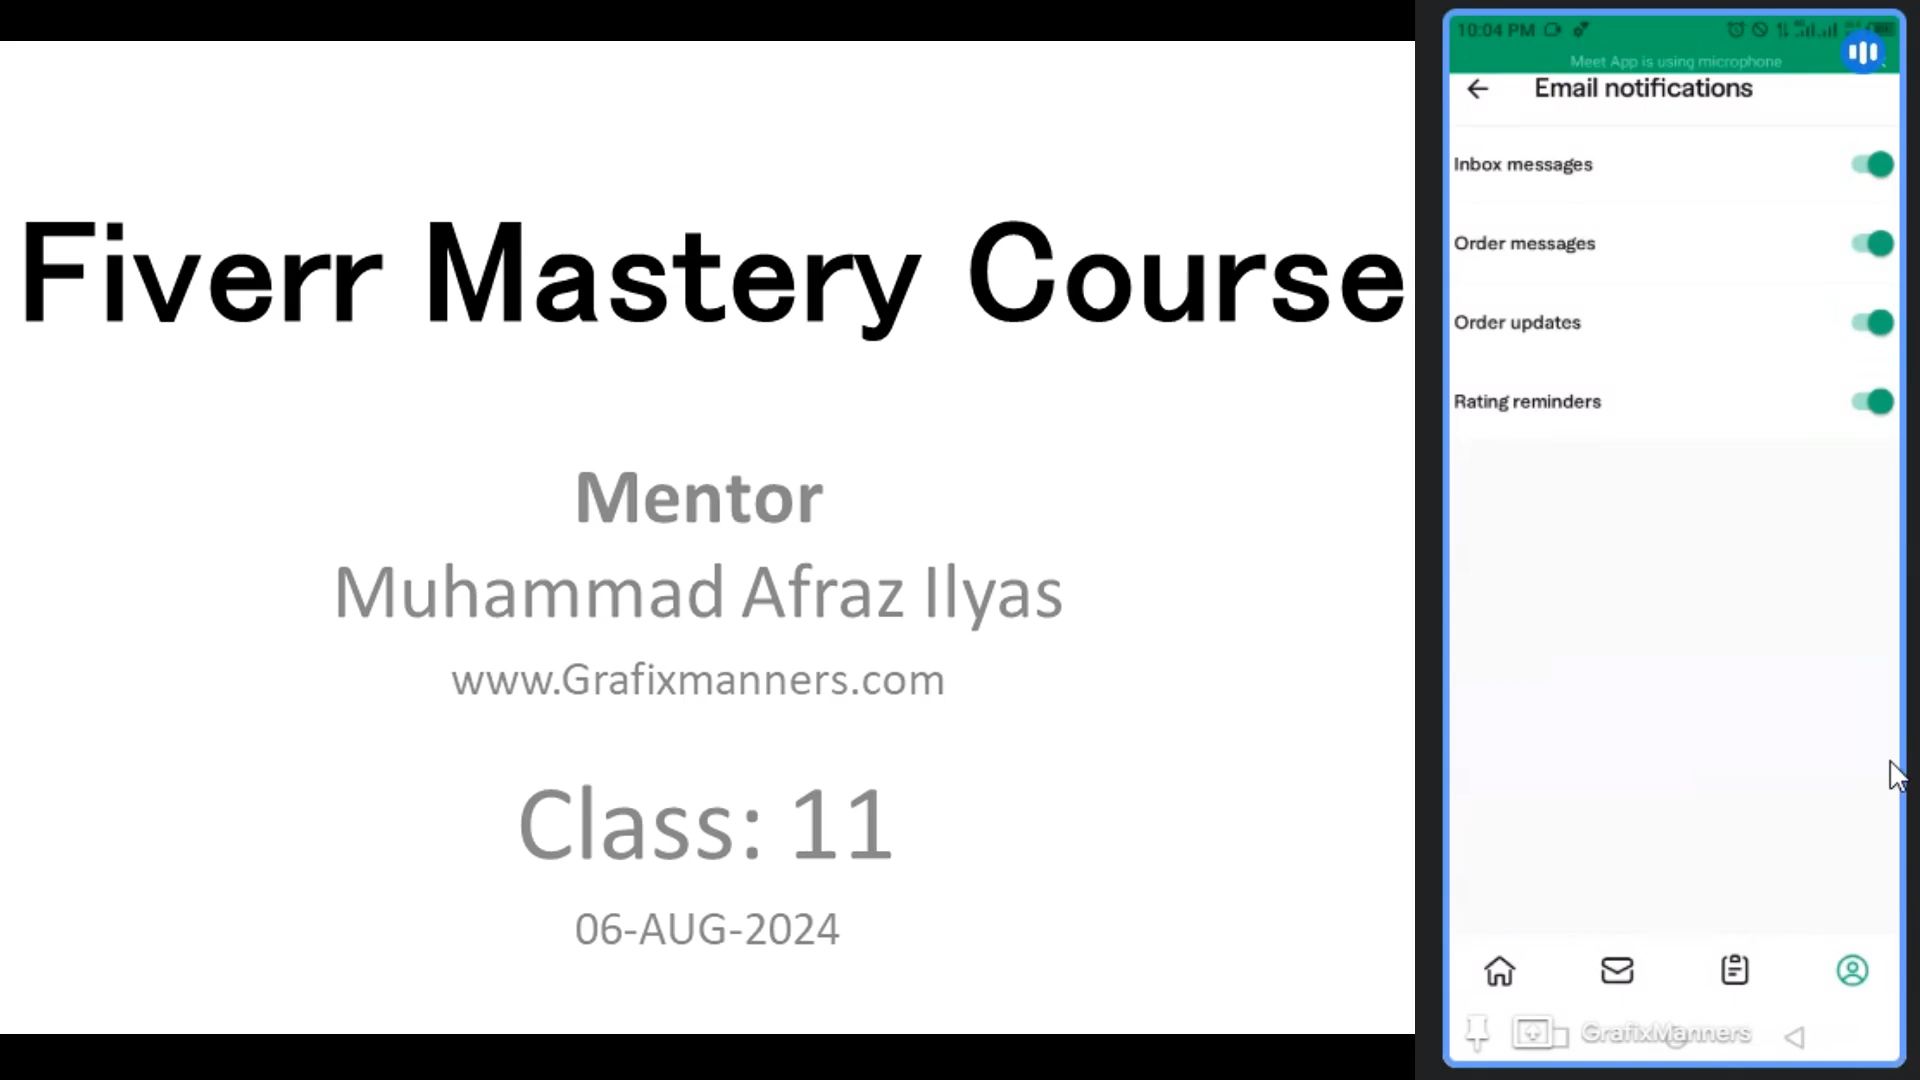 Fiverr Mastery Course
Mentor
Muhammad Afraz Ilyas
www.Grafixmanners.com
Class: 11
06-AUG-2024
10:04 PM
Meet App is using microphone
Email notifications
Inbox messages
Order messages
Order updates
Rating reminders
GrafixManners